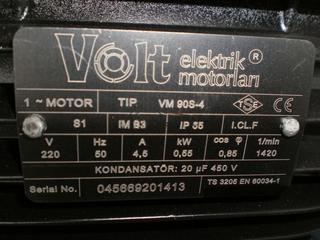 Volt elektrik®
motorları
1 ~ MOTOR TIP VM 90S-4 TSE CE
S1 IM B3 IP 55 I.CL.F
V Hz A kW cos φ 1/min
220 50 4,5 0,55 0,85 1420
KONDANSATÖR: 20 µF 450 V
Serial No. 045669201413 TS 3205 EN 60034-1